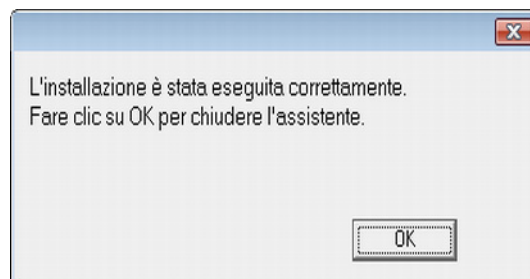 L'installazione è stata eseguita correttamente.
Fare clic su OK per chiudere l'assistente.
OK